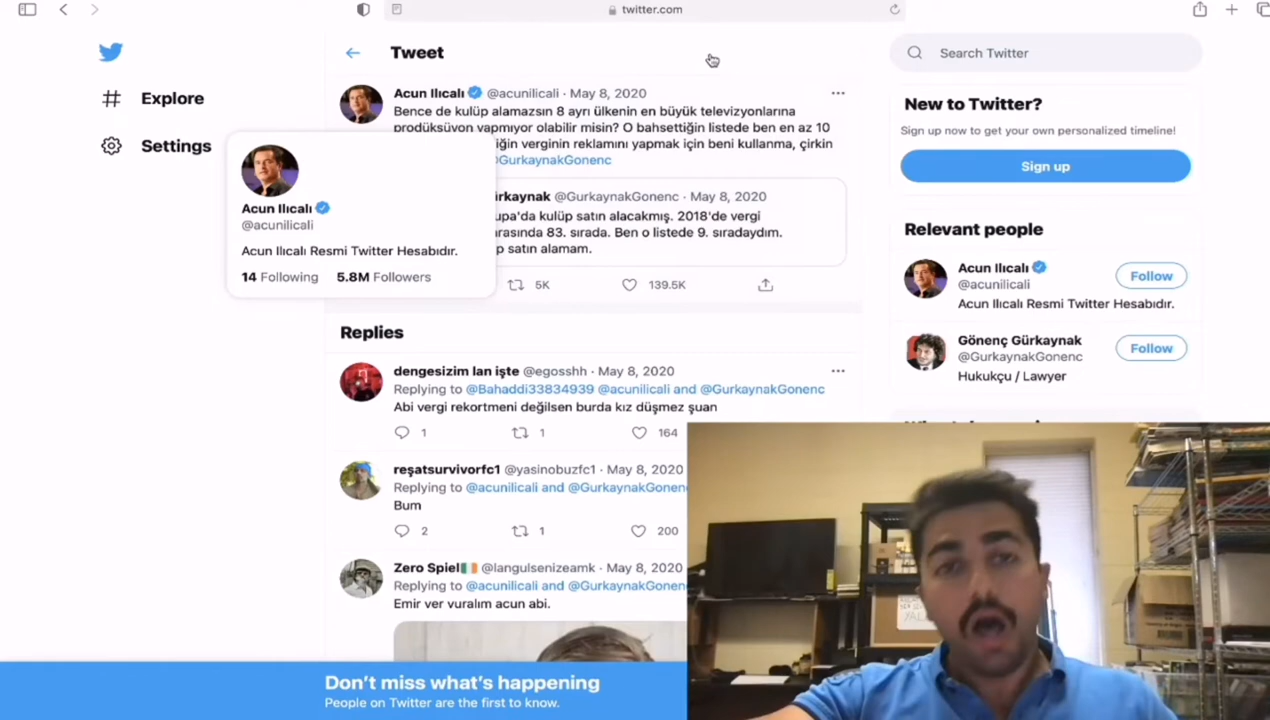 twitter.com
Tweet
Search Twitter
Explore
Settings
Acun Ilıcalı @acunilicali · May 8, 2020
Bence de kulüp alamazsın 8 ayrı ülkenin en büyük televizyonlarına
prodüksüvon vapmıvor olabilir misin? O bahsettiğin listede ben en az 10
iğin verginin reklamını yapmak için beni kullanma, çirkin
@GurkaynakGonenc
Acun Ilıcalı
@acunilicali
Acun Ilıcalı Resmi Twitter Hesabıdır.
14 Following 5.8M Followers
ırkaynak @GurkaynakGonenc · May 8, 2020
upa'da kulüp satın alacakmış. 2018'de vergi
arasında 83. sırada. Ben o listede 9. sıradaydım.
p satın alamam.
5K 139.5K
New to Twitter?
Sign up now to get your own personalized timeline!
Sign up
Relevant people
Acun Ilıcalı
@acunilicali
Follow
Acun Ilıcalı Resmi Twitter Hesabıdır.
Gönenç Gürkaynak
@GurkaynakGonenc
Follow
Hukukçu / Lawyer
Replies
dengesizim lan işte @egosshh · May 8, 2020
Replying to @Bahaddi33834939 @acunilicali and @GurkaynakGonenc
Abi vergi rekortmeni değilsen burda kız düşmez şuan
1 1 164
reşatsurvivorfc1 @yasinobuzfc1 · May 8, 2020
Replying to @acunilicali and @GurkaynakGonenc
Bum
2 1 200
Zero Spiel @langulsenizeamk · May 8, 2020
Replying to @acunilicali and @GurkaynakGonenc
Emir ver vuralım acun abi.
Don't miss what's happening
People on Twitter are the first to know.